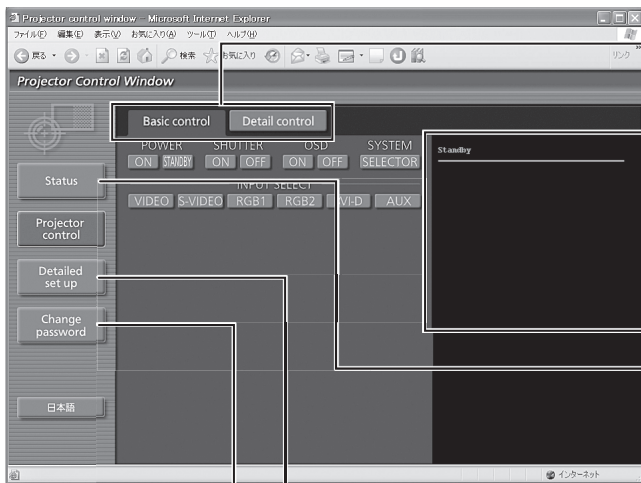 Projector control window - Microsoft Internet Explorer
ファイル(F) 編集(E) 表示(V) お気に入り(A) ツール(T) ヘルプ(H)
戻る 検索 お気に入り リンク »
Projector Control Window
Basic control Detail control
POWER SHUTTER OSD SYSTEM
ON STANDBY ON OFF ON OFF SELECTOR
INPUT SELECT
VIDEO S-VIDEO RGB1 RGB2 VI-D AUX
Standby
Status
Projector
control
Detailed
set up
Change
password
日本語
インターネット